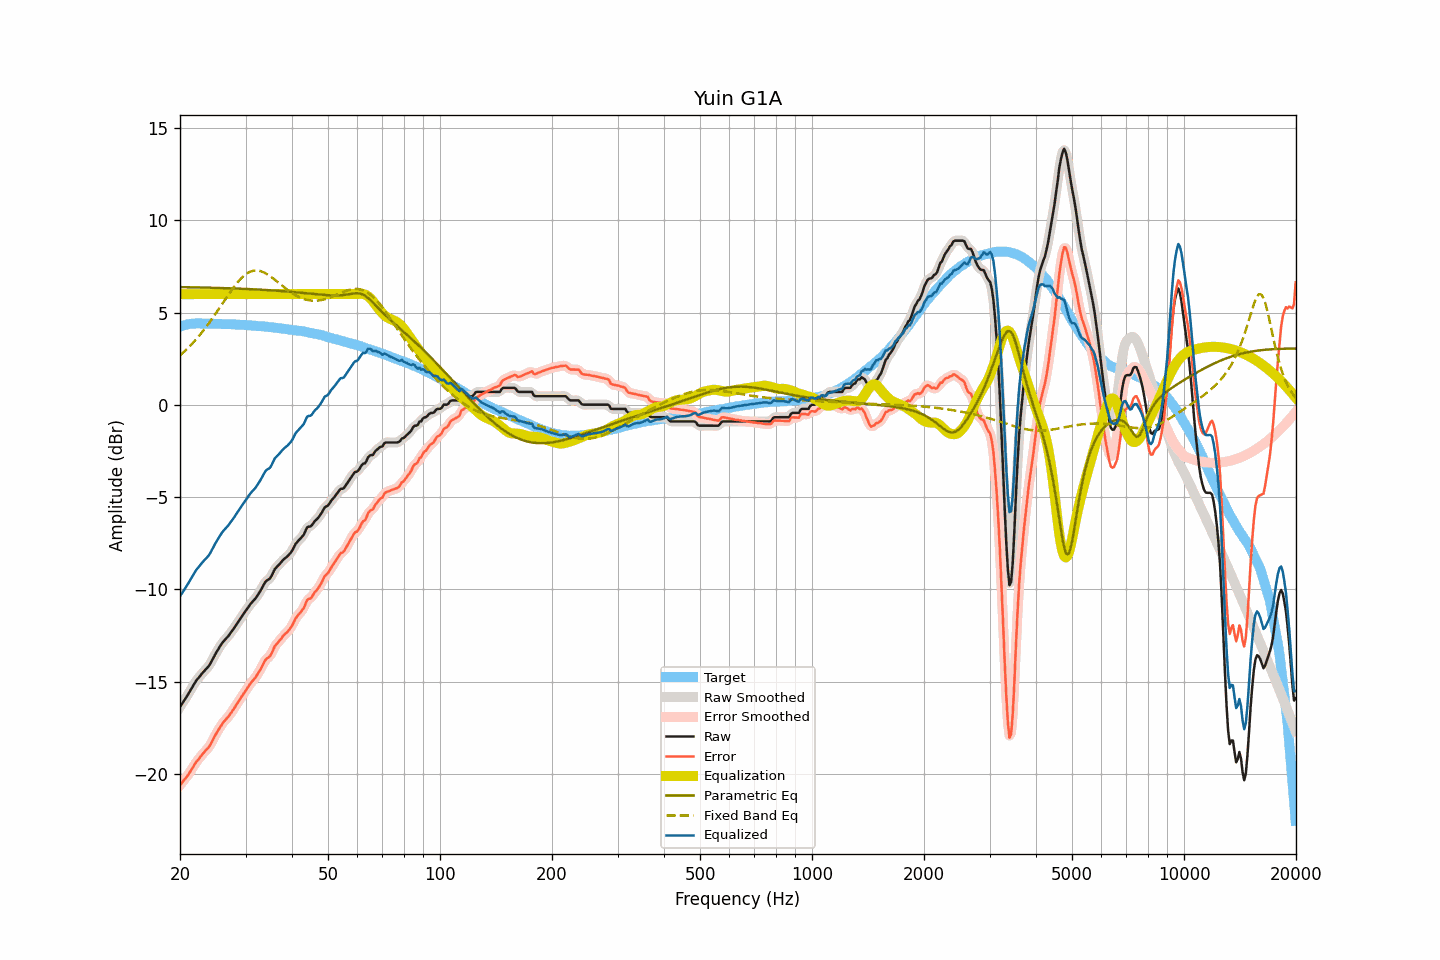 Yuin G1A
15
10
5
0
−5
−10
−15
−20
Amplitude (dBr)
Target
Raw Smoothed
Error Smoothed
Raw
Error
Equalization
Parametric Eq
Fixed Band Eq
Equalized
20 50 100 200 500 1000 2000 5000 10000 20000
Frequency (Hz)